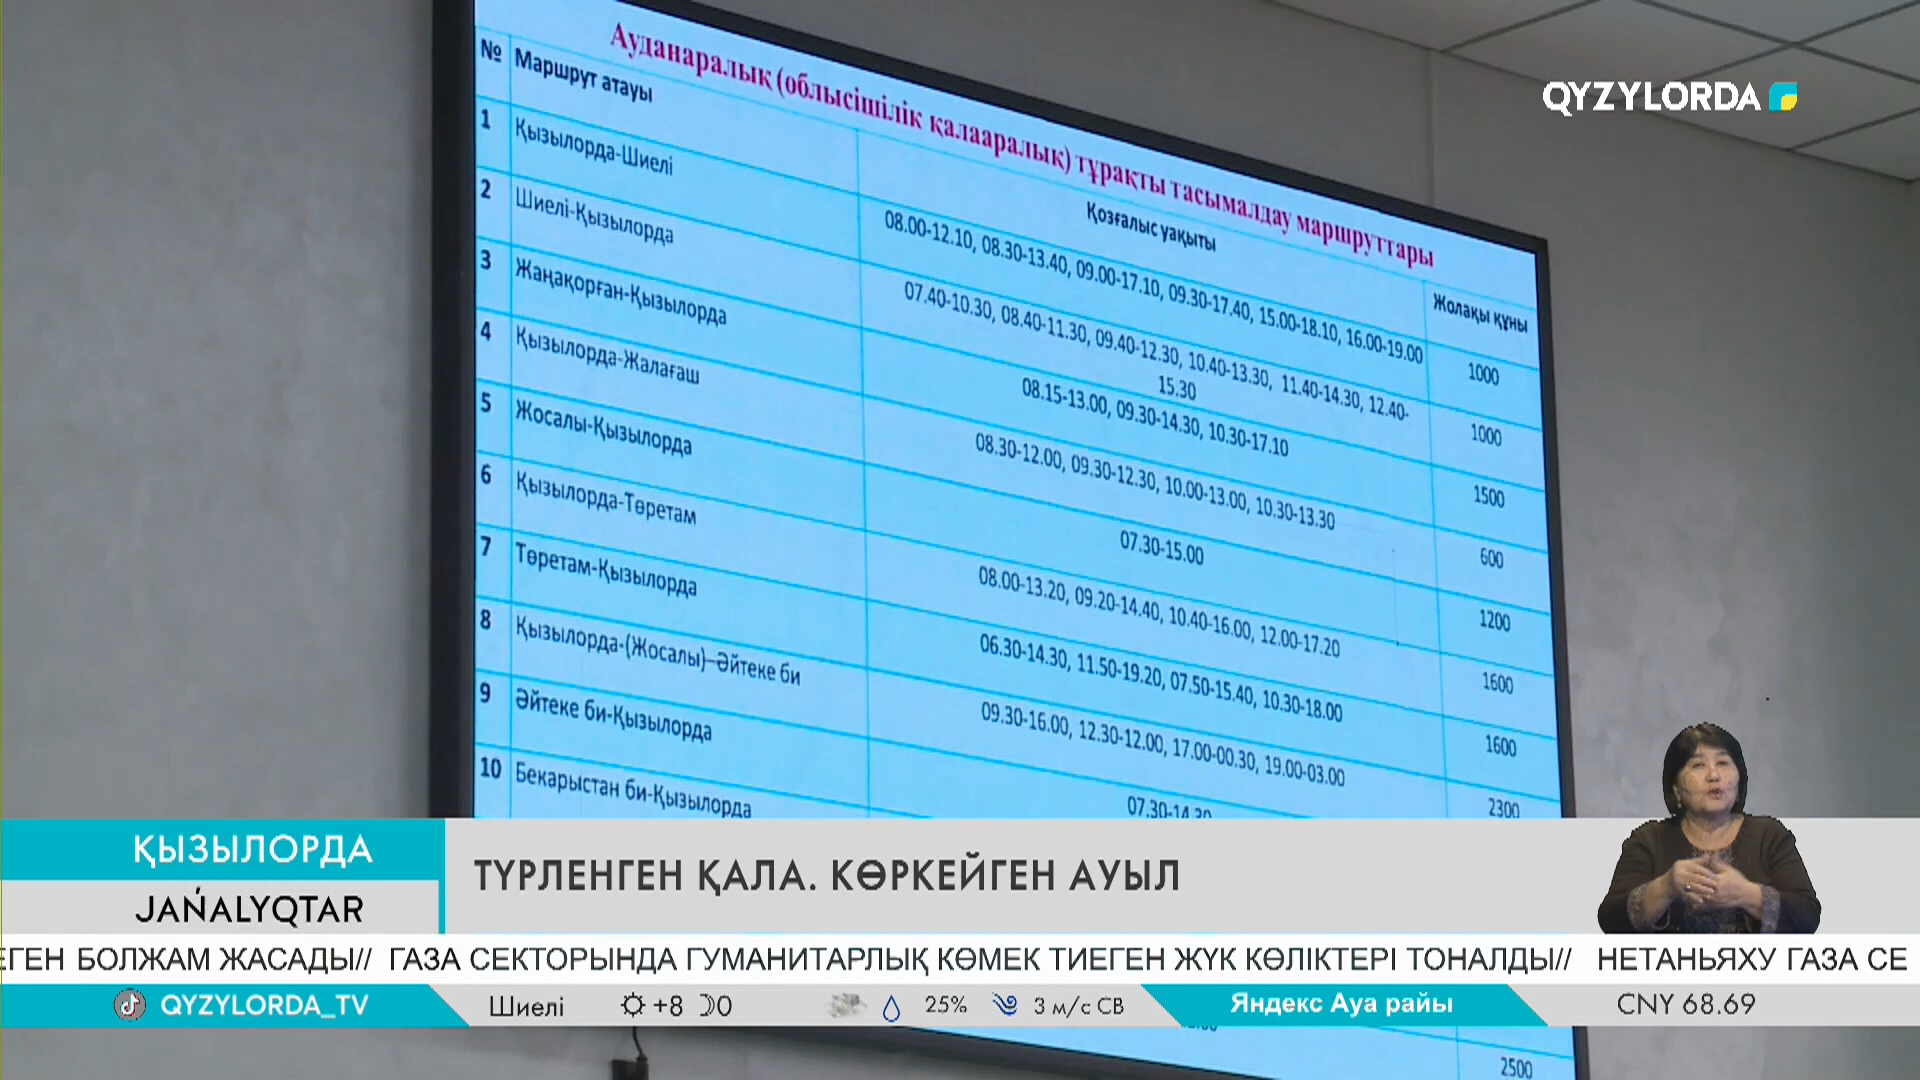 Ауданаралық (облысішілік қалааралық) тұрақты тасымалдау маршруттары
№ Маршрут атауы Қозғалыс уақыты Жолақы құны
1 Қызылорда-Шиелі 08.00-12.10, 08.30-13.40, 09.00-17.10, 09.30-17.40, 15.00-18.10, 16.00-19.00 1000
2 Шиелі-Қызылорда 07.40-10.30, 08.40-11.30, 09.40-12.30, 10.40-13.30, 11.40-14.30, 12.40-
15.30 1000
3 Жаңақорған-Қызылорда 08.15-13.00, 09.30-14.30, 10.30-17.10 1500
4 Қызылорда-Жалағаш 08.30-12.00, 09.30-12.30, 10.00-13.00, 10.30-13.30 600
5 Жосалы-Қызылорда 07.30-15.00 1200
6 Қызылорда-Төретам 08.00-13.20, 09.20-14.40, 10.40-16.00, 12.00-17.20 1600
7 Төретам-Қызылорда 06.30-14.30, 11.50-19.20, 07.50-15.40, 10.30-18.00 1600
8 Қызылорда-(Жосалы)–Әйтеке би 09.30-16.00, 12.30-12.00, 17.00-00.30, 19.00-03.00 2300
9 Әйтеке би-Қызылорда 07.30-14.30
10 Бекарыстан би-Қызылорда
2500
QYZYLORDA
ҚЫЗЫЛОРДА
JAŃALYQTAR
ТҮРЛЕНГЕН ҚАЛА. КӨРКЕЙГЕН АУЫЛ
ЕГЕН БОЛЖАМ ЖАСАДЫ// ГАЗА СЕКТОРЫНДА ГУМАНИТАРЛЫҚ КӨМЕК ТИЕГЕН ЖҮК КӨЛІКТЕРІ ТОНАЛДЫ// НЕТАНЬЯХУ ГАЗА СЕ
QYZYLORDA_TV Шиелі +8 0 25% 3 м/с СВ Яндекс Ауа райы CNY 68.69